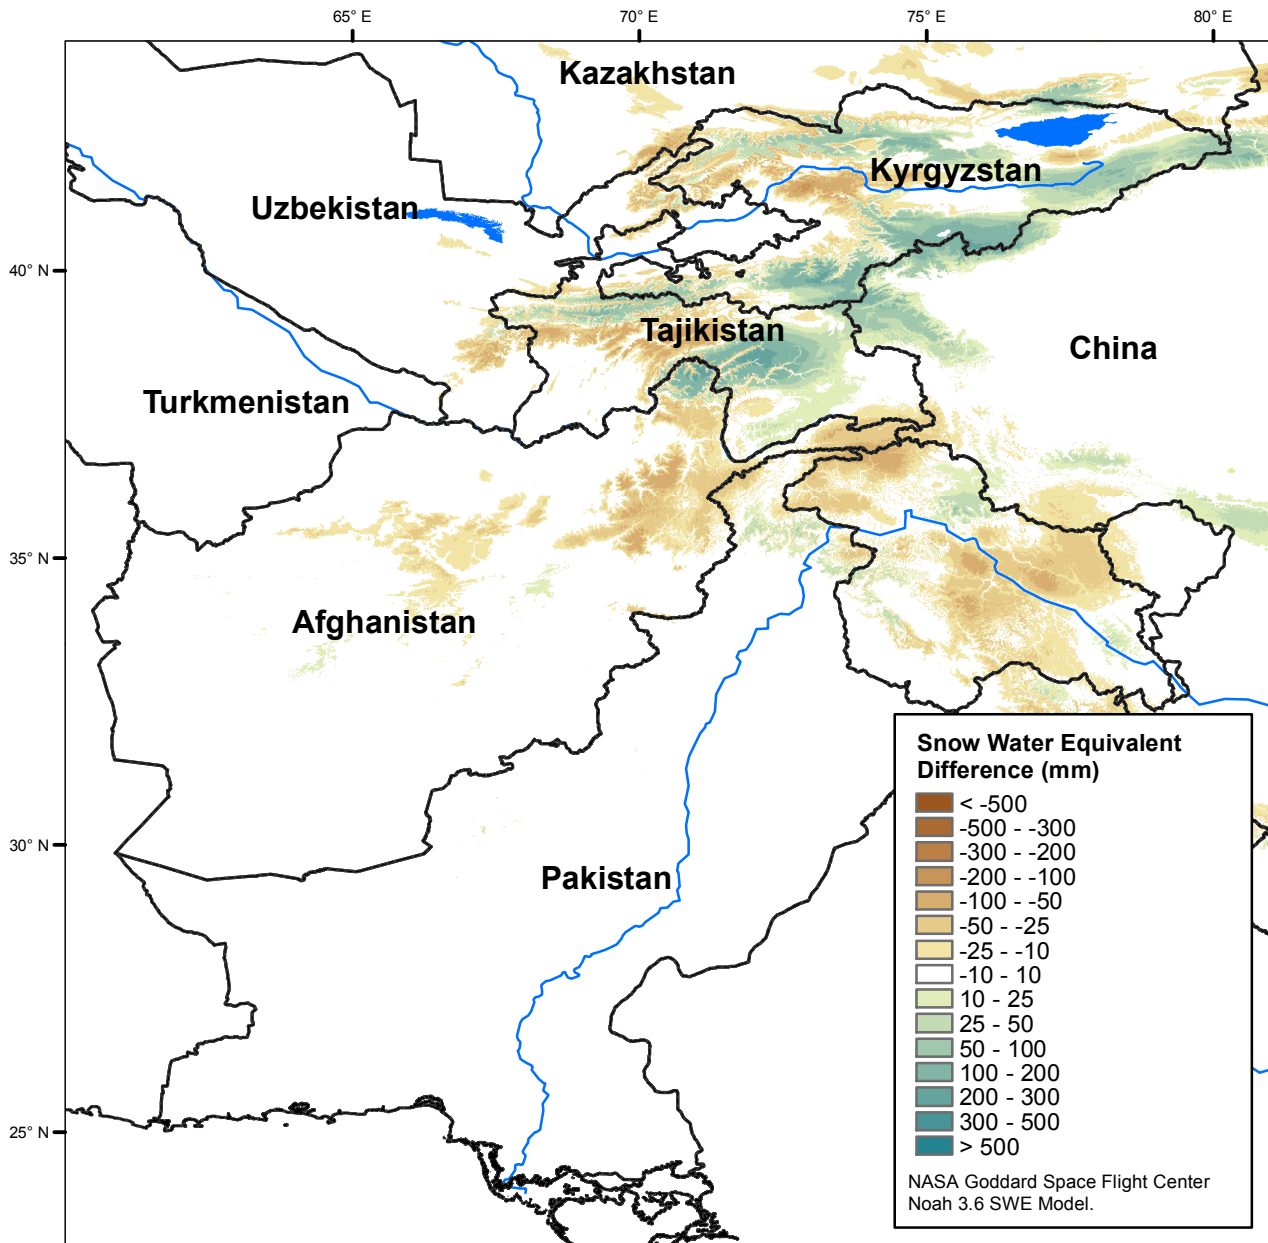 65° E
70° E
75° E
80° E
Kazakhstan
Kyrgyzstan
Uzbekistan
40° N
Tajikistan
China
Turkmenistan
35° N
Afghanistan
30° N
Pakistan
25° N
Snow Water Equivalent
Difference (mm)
< -500
-500 - -300
-300 - -200
-200 - -100
-100 - -50
-50 - -25
-25 - -10
-10 - 10
10 - 25
25 - 50
50 - 100
100 - 200
200 - 300
300 - 500
> 500
NASA Goddard Space Flight Center
Noah 3.6 SWE Model.